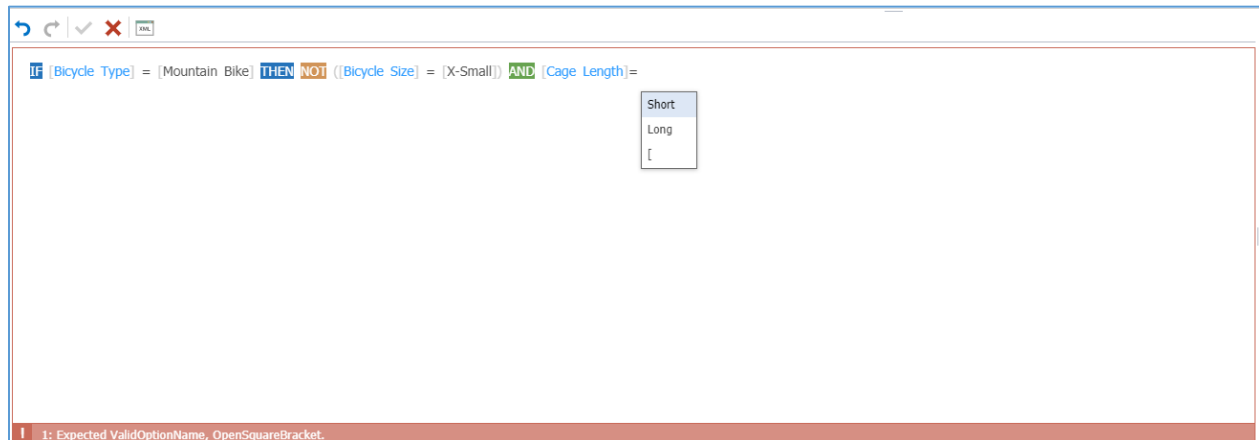 XML
IF [Bicycle Type] = [Mountain Bike] THEN NOT ([Bicycle Size] = [X-Small]) AND [Cage Length]=
Short
Long
[
! 1: Expected ValidOptionName, OpenSquareBracket.